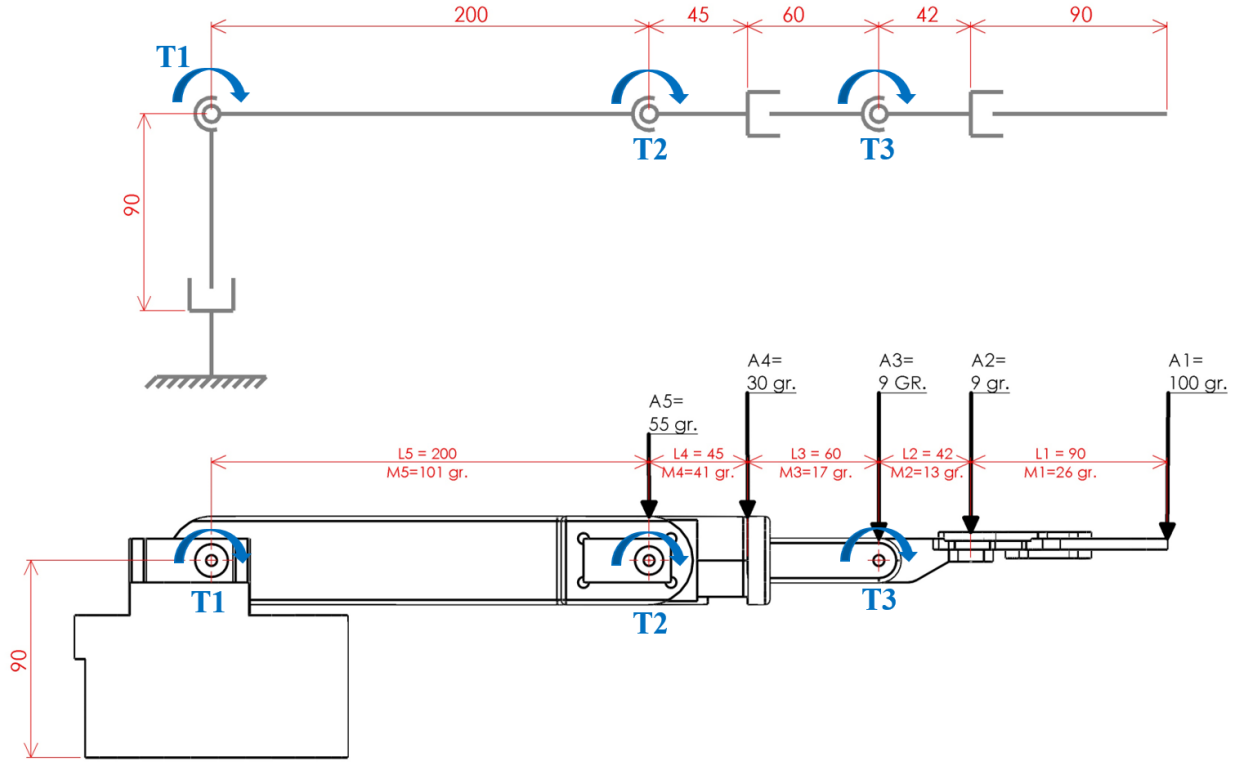 200
45
60
42
90
T1
T2
T3
90
A4=
30 gr.
A3=
9 GR.
A2=
9 gr.
A1=
100 gr.
A5=
55 gr.
L5 = 200
M5=101 gr.
L4 = 45
M4=41 gr.
L3 = 60
M3=17 gr.
L2 = 42
M2=13 gr.
L1 = 90
M1=26 gr.
T1
T2
T3
90